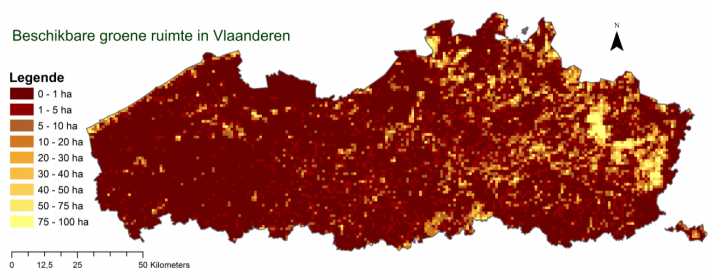 Beschikbare groene ruimte in Vlaanderen
N
Legende
0 - 1 ha
1 - 5 ha
5 - 10 ha
10 - 20 ha
20 - 30 ha
30 - 40 ha
40 - 50 ha
50 - 75 ha
75 - 100 ha
0 12,5 25 50 Kilometers